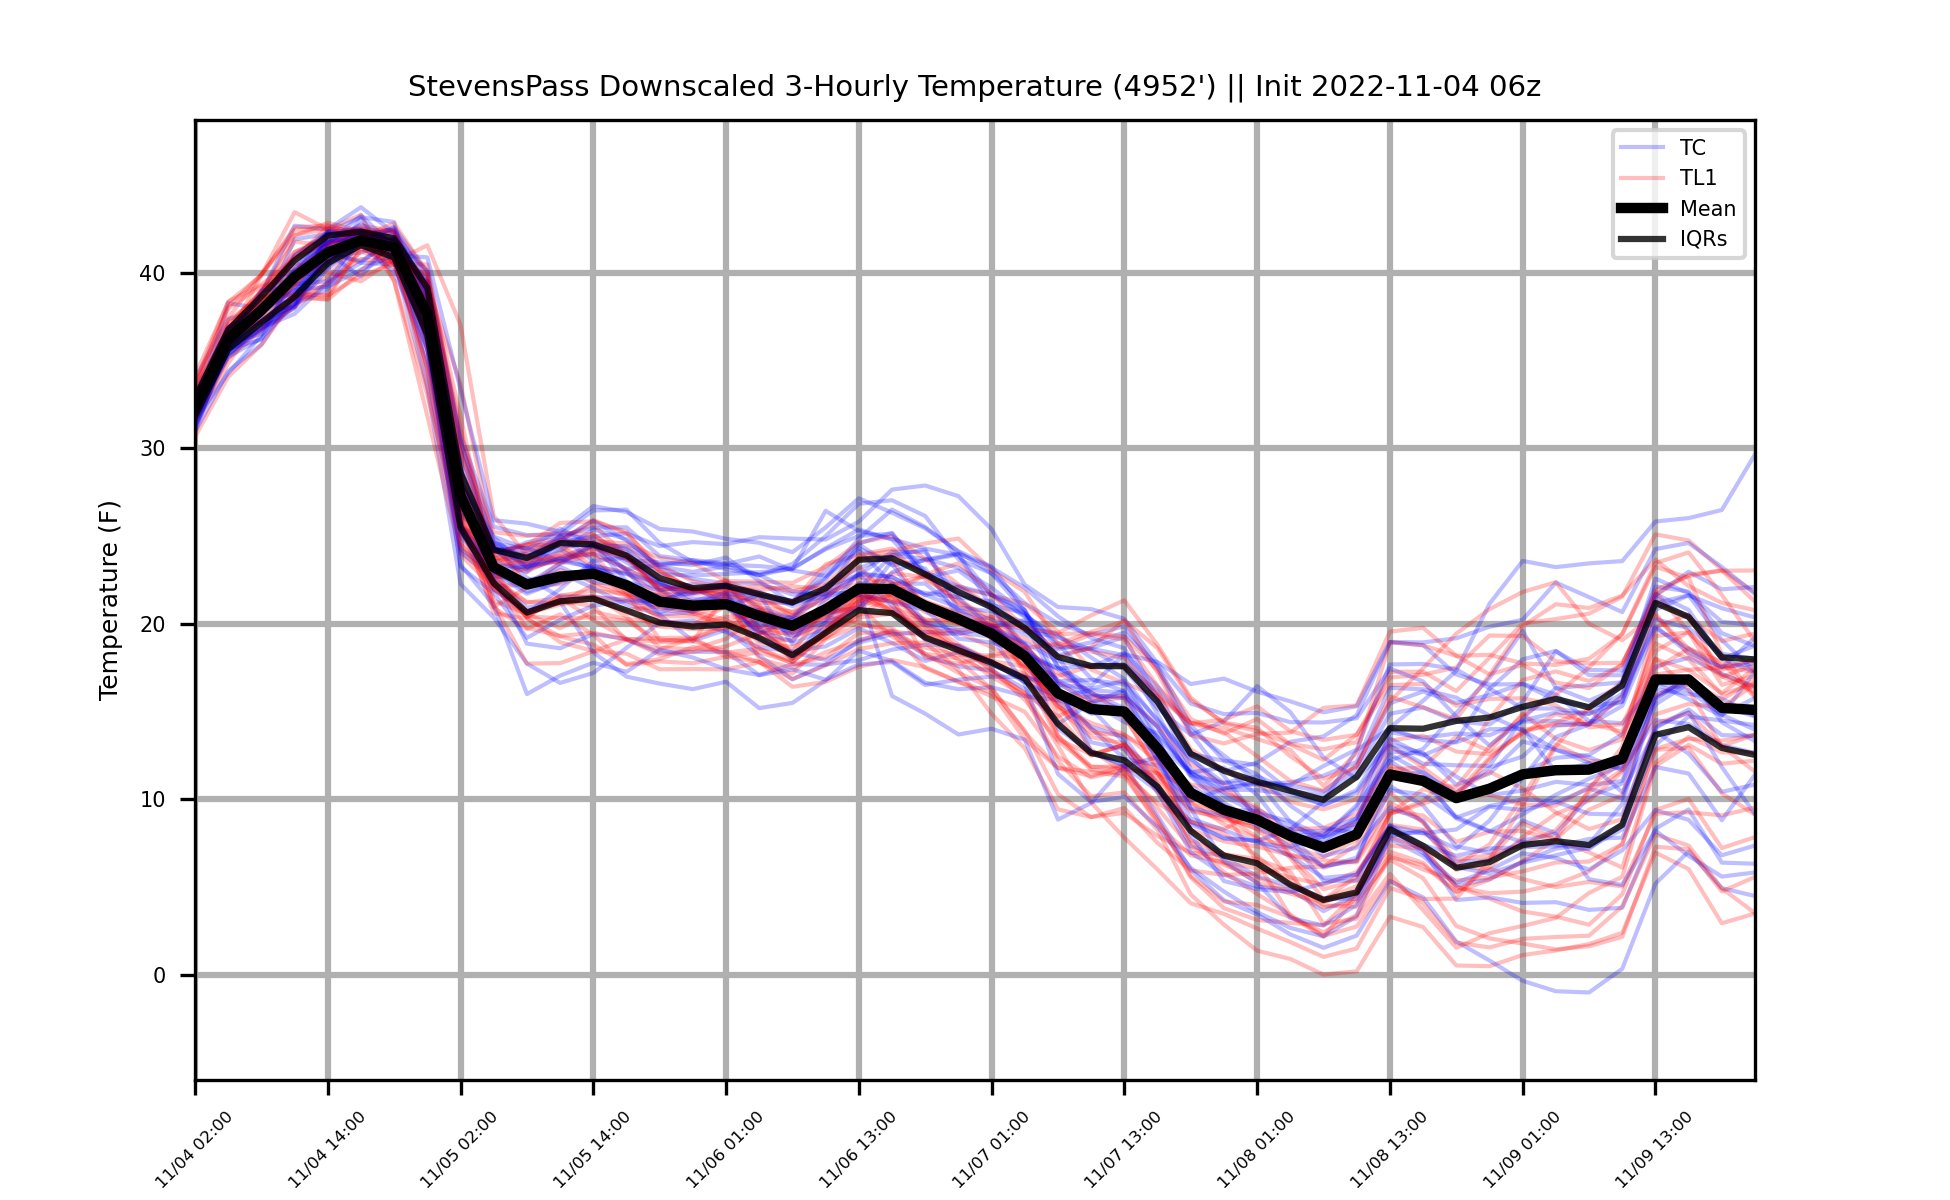 StevensPass Downscaled 3-Hourly Temperature (4952') || Init 2022-11-04 06z
TC
TL1
Mean
IQRs
Temperature (F)
40
30
20
10
0
11/04 02:00
11/04 14:00
11/05 02:00
11/05 14:00
11/06 01:00
11/06 13:00
11/07 01:00
11/07 13:00
11/08 01:00
11/08 13:00
11/09 01:00
11/09 13:00